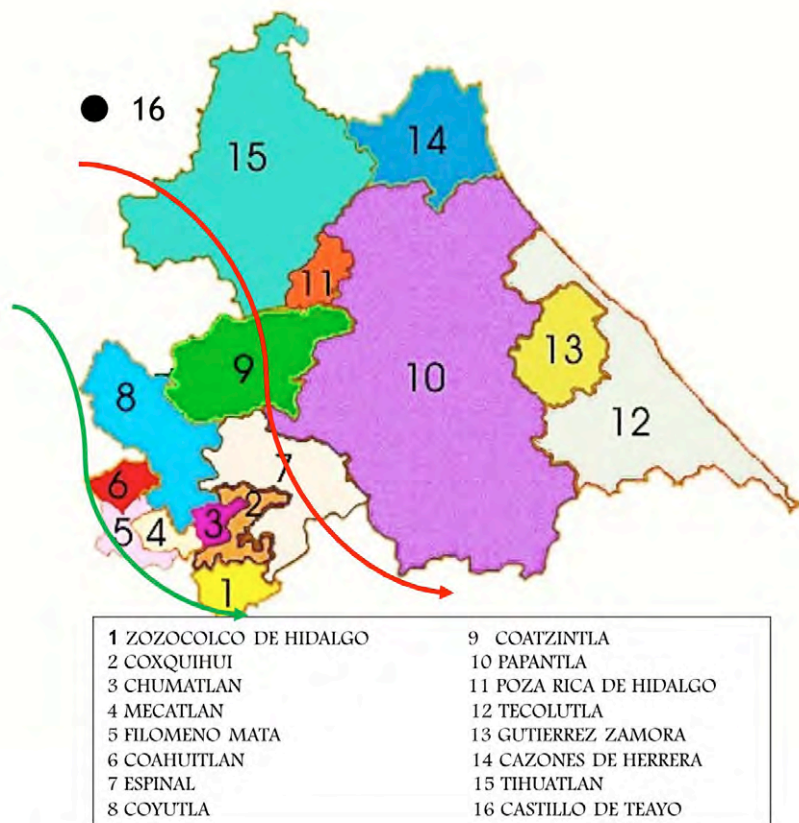 16
15
14
11
13
9
10
8
12
7
6
2
3
5
4
1
1 ZOZOCOLCO DE HIDALGO
2 COXQUIHUI
3 CHUMATLAN
4 MECATLAN
5 FILOMENO MATA
6 COAHUITLAN
7 ESPINAL
8 COYUTLA
9 COATZINTLA
10 PAPANTLA
11 POZA RICA DE HIDALGO
12 TECOLUTLA
13 GUTIERREZ ZAMORA
14 CAZONES DE HERRERA
15 TIHUATLAN
16 CASTILLO DE TEAYO